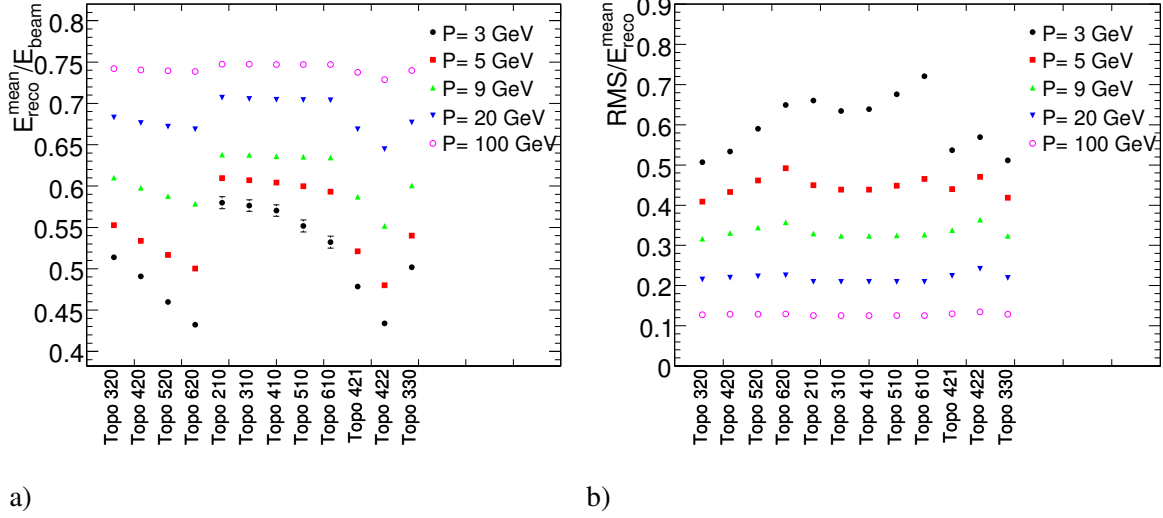 E_reco^mean/E_beam
0.8
0.75
0.7
0.65
0.6
0.55
0.5
0.45
0.4
P= 3 GeV
P= 5 GeV
P= 9 GeV
P= 20 GeV
P= 100 GeV
Topo 320
Topo 420
Topo 520
Topo 620
Topo 210
Topo 310
Topo 410
Topo 510
Topo 610
Topo 421
Topo 422
Topo 330
a)
RMS/E_reco^mean
0.9
0.8
0.7
0.6
0.5
0.4
0.3
0.2
0.1
0
P= 3 GeV
P= 5 GeV
P= 9 GeV
P= 20 GeV
P= 100 GeV
Topo 320
Topo 420
Topo 520
Topo 620
Topo 210
Topo 310
Topo 410
Topo 510
Topo 610
Topo 421
Topo 422
Topo 330
b)